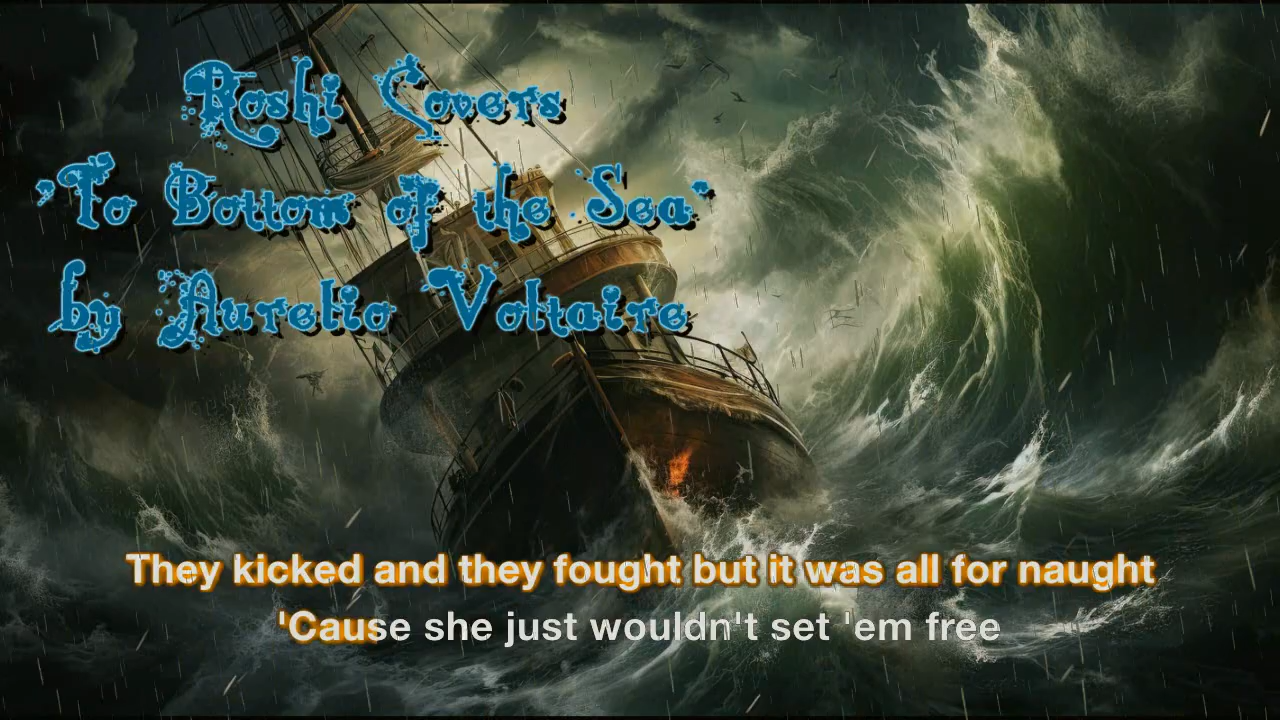 Roshi Covers
"To Bottom of the Sea"
by Aurelio Voltaire
They kicked and they fought but it was all for naught
'Cause she just wouldn't set 'em free